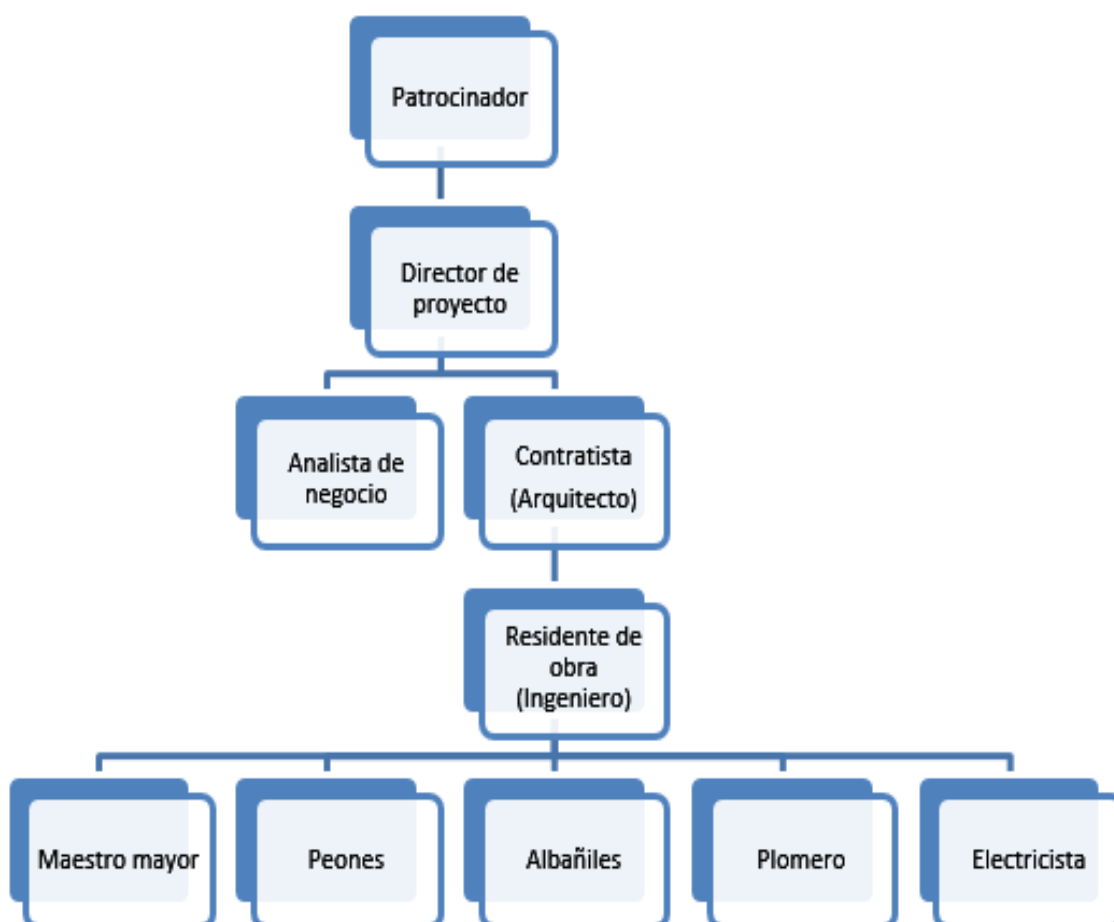 Patrocinador
Director de
proyecto
Analista de
negocio
Contratista
(Arquitecto)
Residente de
obra
(Ingeniero)
Maestro mayor
Peones
Albañiles
Plomero
Electricista